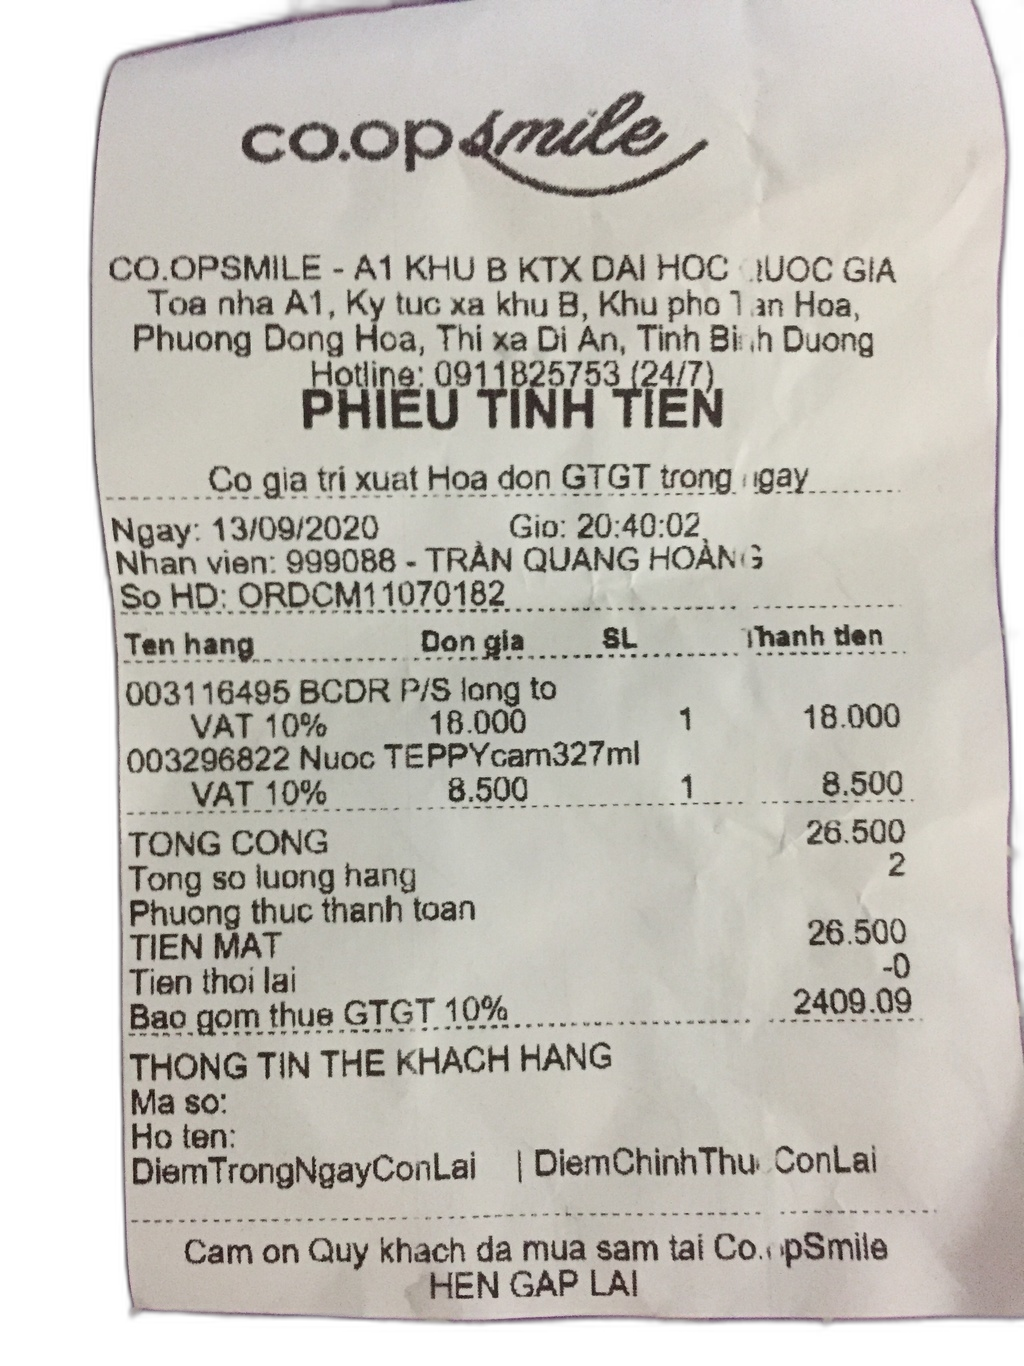 co.opsmile
CO.OPSMILE - A1 KHU B KTX DAI HOC QUOC GIA
Toa nha A1, Ky tuc xa khu B, Khu pho Tan Hoa,
Phuong Dong Hoa, Thi xa Di An, Tinh Binh Duong
Hotline: 0911825753 (24/7)
PHIEU TINH TIEN
Co gia tri xuat Hoa don GTGT trong ngay
Ngay: 13/09/2020 Gio: 20:40:02
Nhan vien: 999088 - TRẦN QUANG HOÀNG
So HD: ORDCM11070182
Ten hang Don gia SL Thanh tien
003116495 BCDR P/S long to
VAT 10% 18.000 1 18.000
003296822 Nuoc TEPPYcam327ml
VAT 10% 8.500 1 8.500
TONG CONG 26.500
Tong so luong hang 2
Phuong thuc thanh toan
TIEN MAT 26.500
Tien thoi lai -0
Bao gom thue GTGT 10% 2409.09
THONG TIN THE KHACH HANG
Ma so:
Ho ten:
DiemTrongNgayConLai | DiemChinhThucConLai
Cam on Quy khach da mua sam tai Co.opSmile
HEN GAP LAI